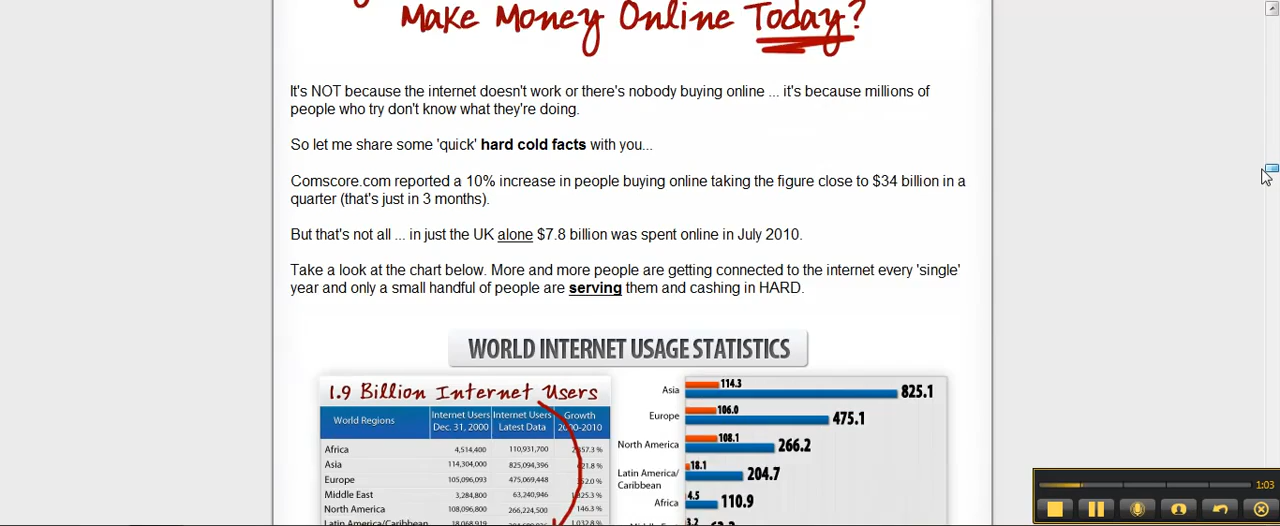 Make Money Online Today?
It's NOT because the internet doesn't work or there's nobody buying online ... it's because millions of
people who try don't know what they're doing.
So let me share some 'quick' hard cold facts with you...
Comscore.com reported a 10% increase in people buying online taking the figure close to $34 billion in a
quarter (that's just in 3 months).
But that's not all ... in just the UK alone $7.8 billion was spent online in July 2010.
Take a look at the chart below. More and more people are getting connected to the internet every 'single'
year and only a small handful of people are serving them and cashing in HARD.
WORLD INTERNET USAGE STATISTICS
1.9 Billion Internet Users
World Regions Internet Users Dec. 31, 2000 Internet Users Latest Data Growth 2000-2010
Africa 4,514,400 110,931,700
Asia 114,304,000 825,094,396
Europe 105,096,093 475,069,448
Middle East 3,284,800 63,240,946
North America 108,096,800 266,224,500 146.3 %
Latin America/Caribbean 18,068,919
Asia 114.3 825.1
Europe 106.0 475.1
North America 108.1 266.2
Latin America/
Caribbean 18.1 204.7
Africa 4.5 110.9
1:03